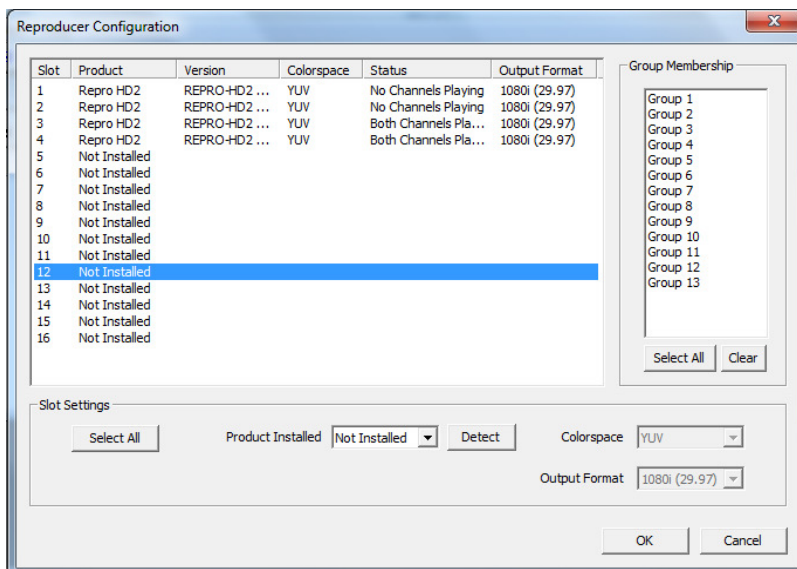 Reproducer Configuration
Slot Product Version Colorspace Status Output Format
1 Repro HD2 REPRO-HD2 ... YUV No Channels Playing 1080i (29.97)
2 Repro HD2 REPRO-HD2 ... YUV No Channels Playing 1080i (29.97)
3 Repro HD2 REPRO-HD2 ... YUV Both Channels Pla... 1080i (29.97)
4 Repro HD2 REPRO-HD2 ... YUV Both Channels Pla... 1080i (29.97)
5 Not Installed
6 Not Installed
7 Not Installed
8 Not Installed
9 Not Installed
10 Not Installed
11 Not Installed
12 Not Installed
13 Not Installed
14 Not Installed
15 Not Installed
16 Not Installed
Group Membership
Group 1
Group 2
Group 3
Group 4
Group 5
Group 6
Group 7
Group 8
Group 9
Group 10
Group 11
Group 12
Group 13
Select All Clear
Slot Settings
Select All Product Installed Not Installed Detect Colorspace YUV
Output Format 1080i (29.97)
OK Cancel